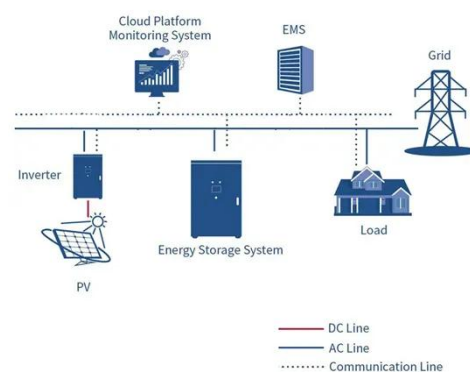 Cloud Platform
Monitoring System
EMS
Grid
Inverter
Energy Storage System
Load
PV
DC Line
AC Line
Communication Line